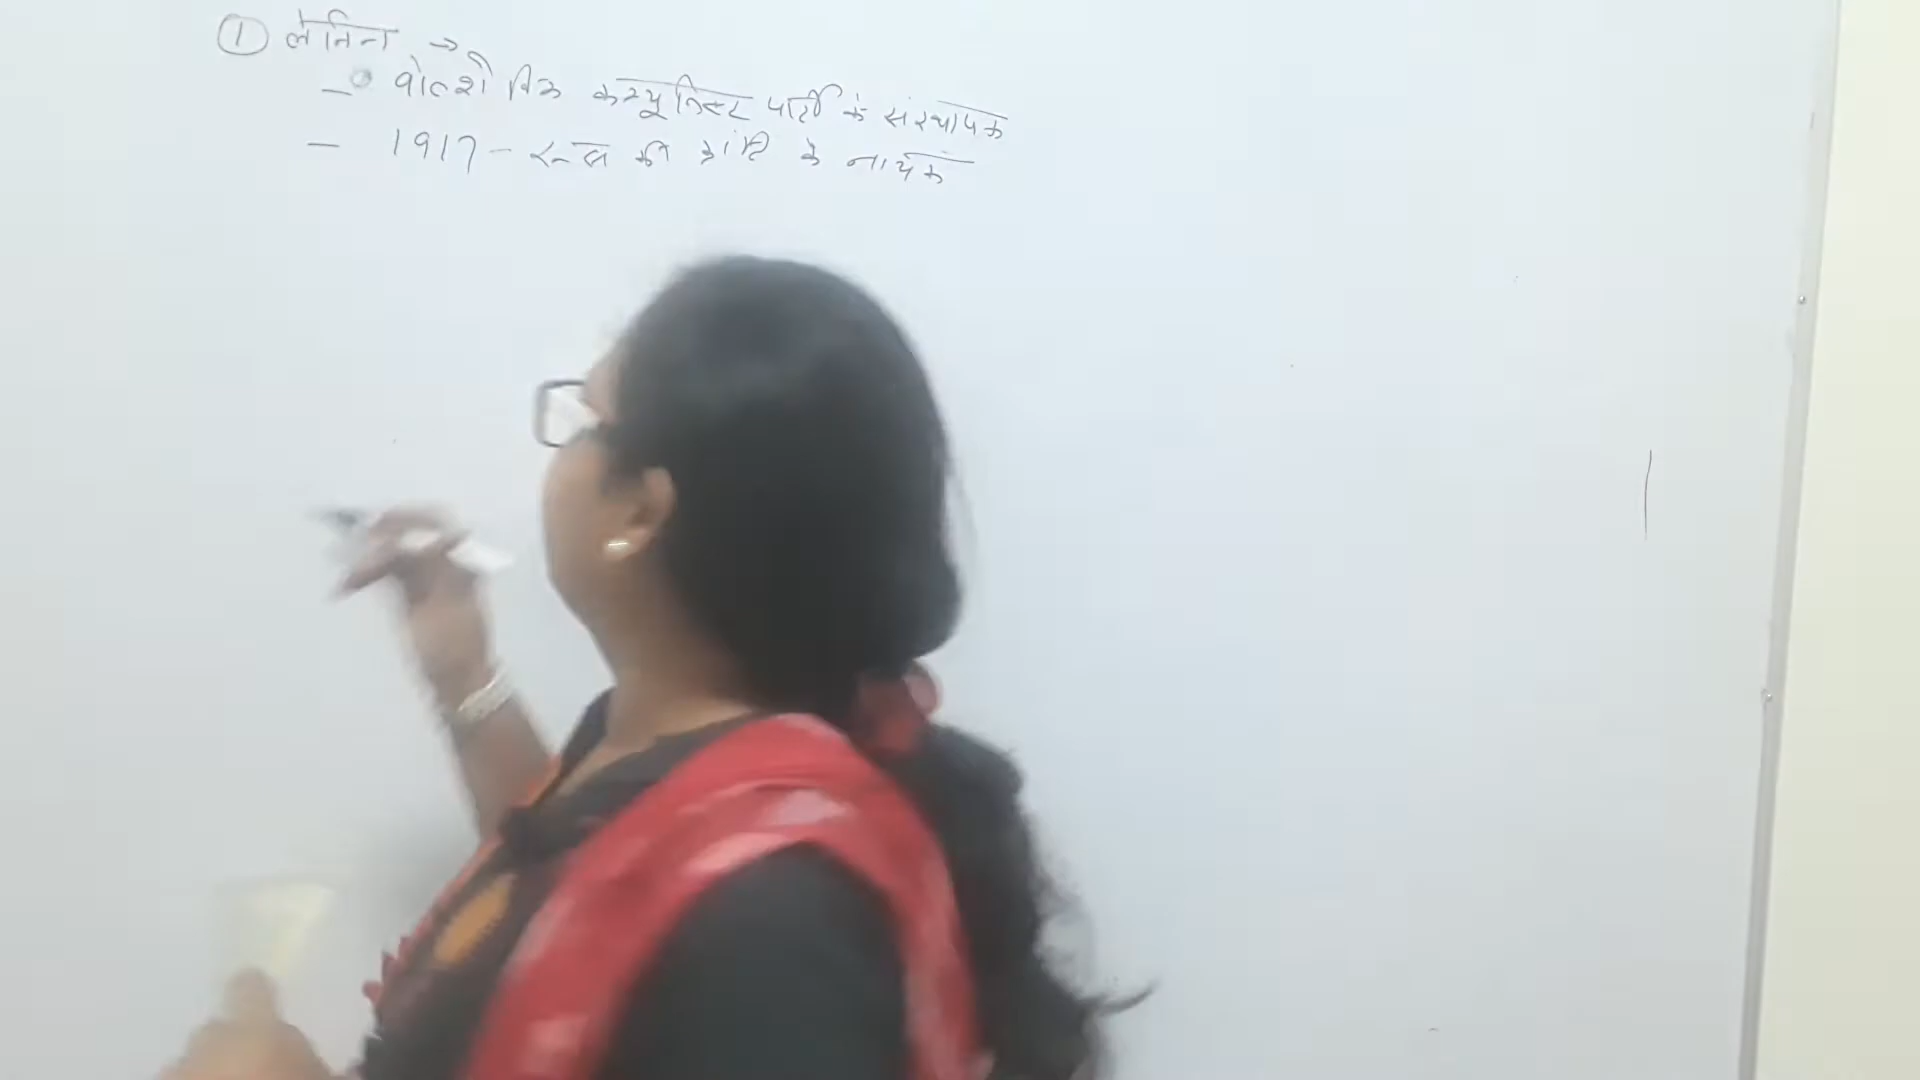 ① लेनिन →
- बोल्शेविक कम्युनिस्ट पार्टी के संस्थापक
- 1917 - रूस की क्रांति के नायक